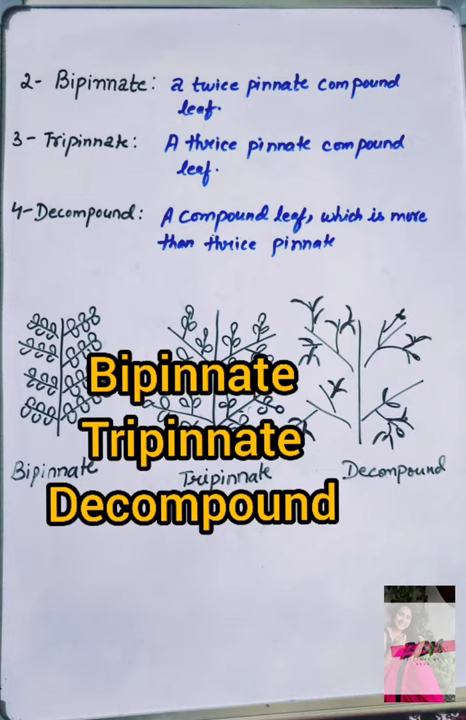 2- Bipinnate: a twice pinnate compound
leaf.
3- Tripinnate: A thrice pinnate compound
leaf.
4-Decompound: A compound leaf, which is more
than thrice pinnate
Bipinnate
Tripinnate
Decompound
Bipinnate
Tripinnate
Decompound